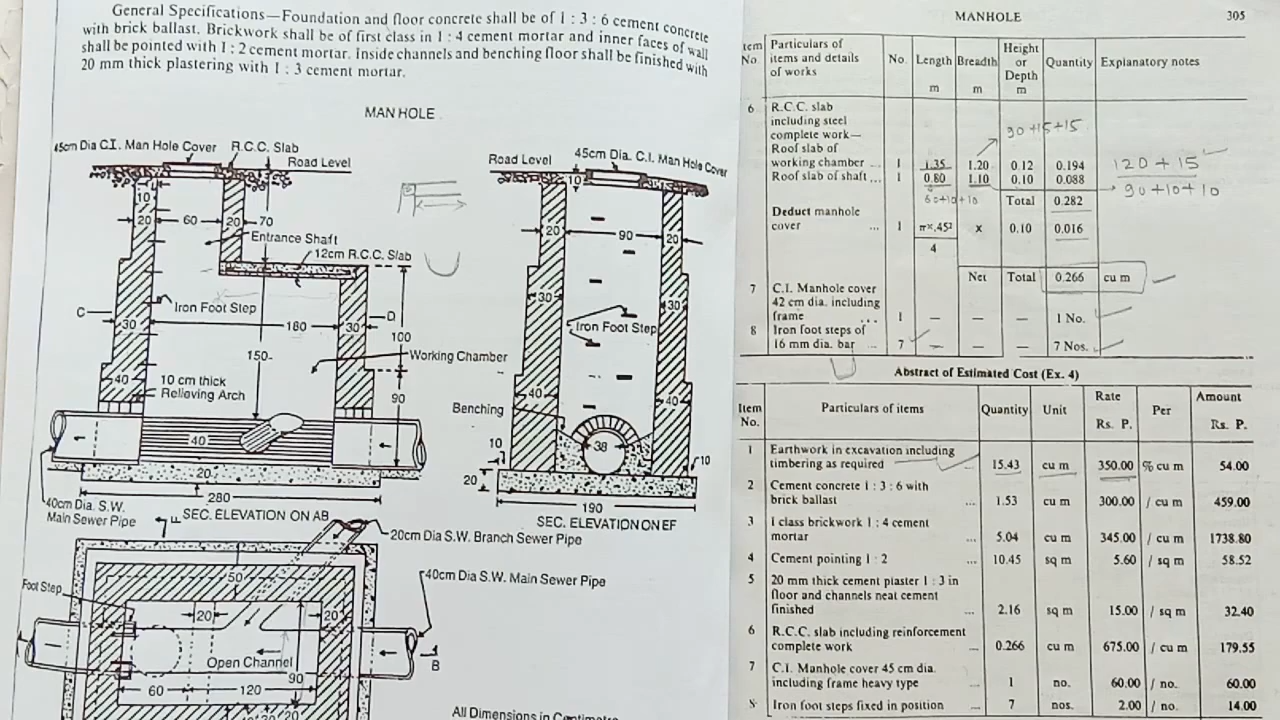 General Specifications—Foundation and floor concrete shall be of 1 : 3 : 6 cement concrete
with brick ballast. Brickwork shall be of first class in 1 : 4 cement mortar and inner faces of wall
shall be pointed with 1 : 2 cement mortar. Inside channels and benching floor shall be finished with
20 mm thick plastering with 1 : 3 cement mortar.
MAN HOLE
45cm Dia C.I. Man Hole Cover R.C.C. Slab
Road Level
10
20 60 20 70
Entrance Shaft
12cm R.C.C. Slab
Iron Foot Step
C D
30 180 30
100
150
Working Chamber
40 10 cm thick
Relieving Arch
90
40
20
280
40cm Dia. S.W.
Main Sewer Pipe
E
SEC. ELEVATION ON AB
Road Level 45cm Dia. C.I. Man Hole Cover
10
20 90 20
30 30
Iron Foot Step
40 40
Benching
10 38 10
20
190
SEC. ELEVATION ON EF
20cm Dia S.W. Branch Sewer Pipe
50
40cm Dia S.W. Main Sewer Pipe
Foot Step
20 20
Open Channel
B
90
60 120
40 30 20
All Dimensions in Centimetre
MANHOLE 305
Item No. Particulars of items and details of works No. Length m Breadth m Height or Depth m Quantity Explanatory notes
6 R.C.C. slab
including steel
complete work—
90 +15+15
Roof slab of
working chamber ... 1 1.35 1.20 0.12 0.194 120 + 15
Roof slab of shaft ... 1 0.80 1.10 0.10 0.088 90+10+10
60+10+10 Total 0.282
Deduct manhole
cover ... 1 π×.45²/4 x 0.10 0.016
Net Total 0.266 cu m
7 C.I. Manhole cover
42 cm dia. including
frame ... 1 — — — 1 No.
8 Iron foot steps of
16 mm dia. bar ... 7 — — — 7 Nos.
Abstract of Estimated Cost (Ex. 4)
Item No. Particulars of items Quantity Unit Rate Rs. P. Per Amount Rs. P.
1 Earthwork in excavation including
timbering as required ... 15.43 cu m 350.00 % cu m 54.00
2 Cement concrete 1 : 3 : 6 with
brick ballast ... 1.53 cu m 300.00 / cu m 459.00
3 I class brickwork 1 : 4 cement
mortar ... 5.04 cu m 345.00 / cu m 1738.80
4 Cement pointing 1 : 2 ... 10.45 sq m 5.60 / sq m 58.52
5 20 mm thick cement plaster 1 : 3 in
floor and channels neat cement
finished ... 2.16 sq m 15.00 / sq m 32.40
6 R.C.C. slab including reinforcement
complete work ... 0.266 cu m 675.00 / cu m 179.55
7 C.I. Manhole cover 45 cm dia.
including frame heavy type ... 1 no. 60.00 / no. 60.00
8 Iron foot steps fixed in position ... 7 nos. 2.00 / no. 14.00